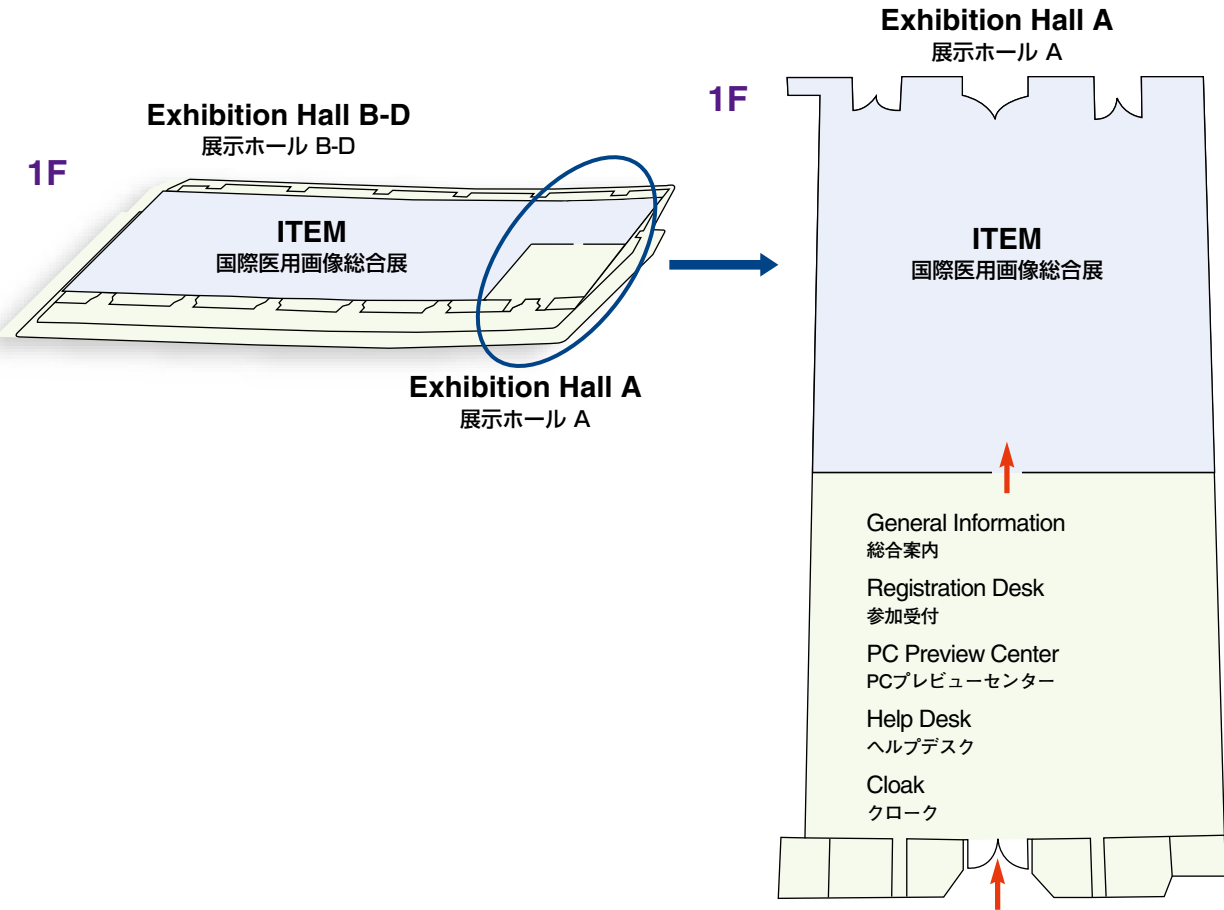 Exhibition Hall B-D
展示ホール B-D
1F
ITEM
国際医用画像総合展
Exhibition Hall A
展示ホール A
Exhibition Hall A
展示ホール A
1F
ITEM
国際医用画像総合展
General Information
総合案内
Registration Desk
参加受付
PC Preview Center
PCプレビューセンター
Help Desk
ヘルプデスク
Cloak
クローク